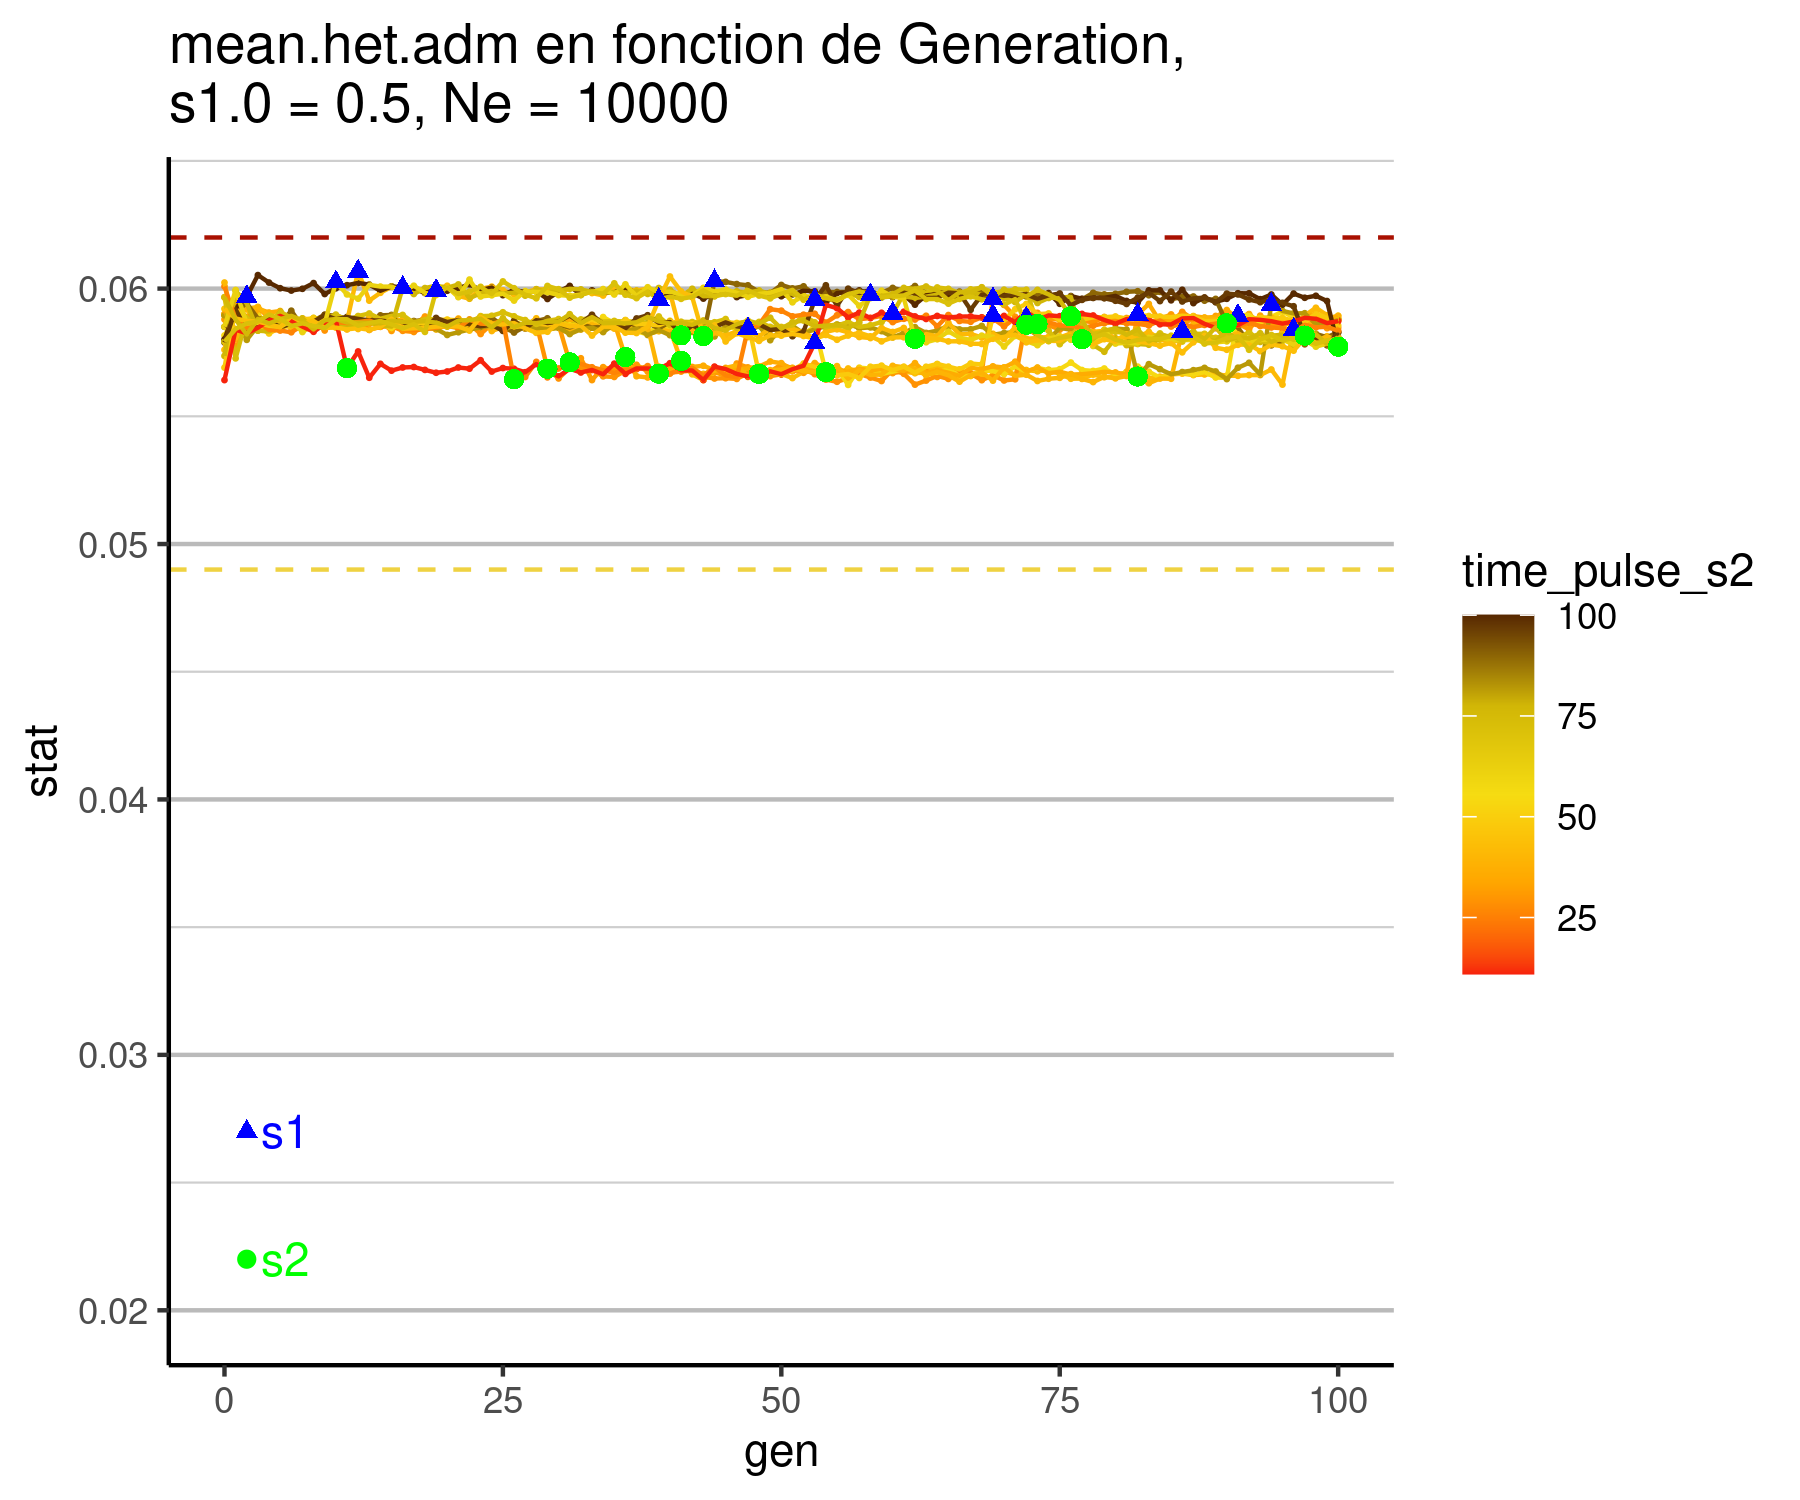 mean.het.adm en fonction de Generation,
s1.0 = 0.5, Ne = 10000
0.06
0.05
0.04
0.03
0.02
stat
s1
s2
0
25
50
75
100
gen
time_pulse_s2
100
75
50
25